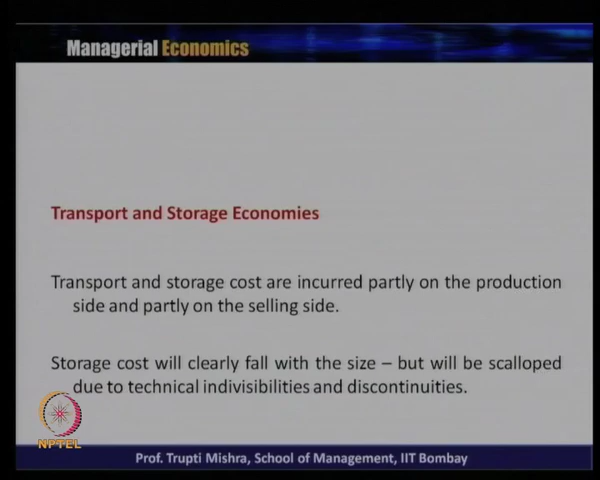 Managerial Economics
Transport and Storage Economies
Transport and storage cost are incurred partly on the production
side and partly on the selling side.
Storage cost will clearly fall with the size – but will be scalloped
due to technical indivisibilities and discontinuities.
NPTEL
Prof. Trupti Mishra, School of Management, IIT Bombay